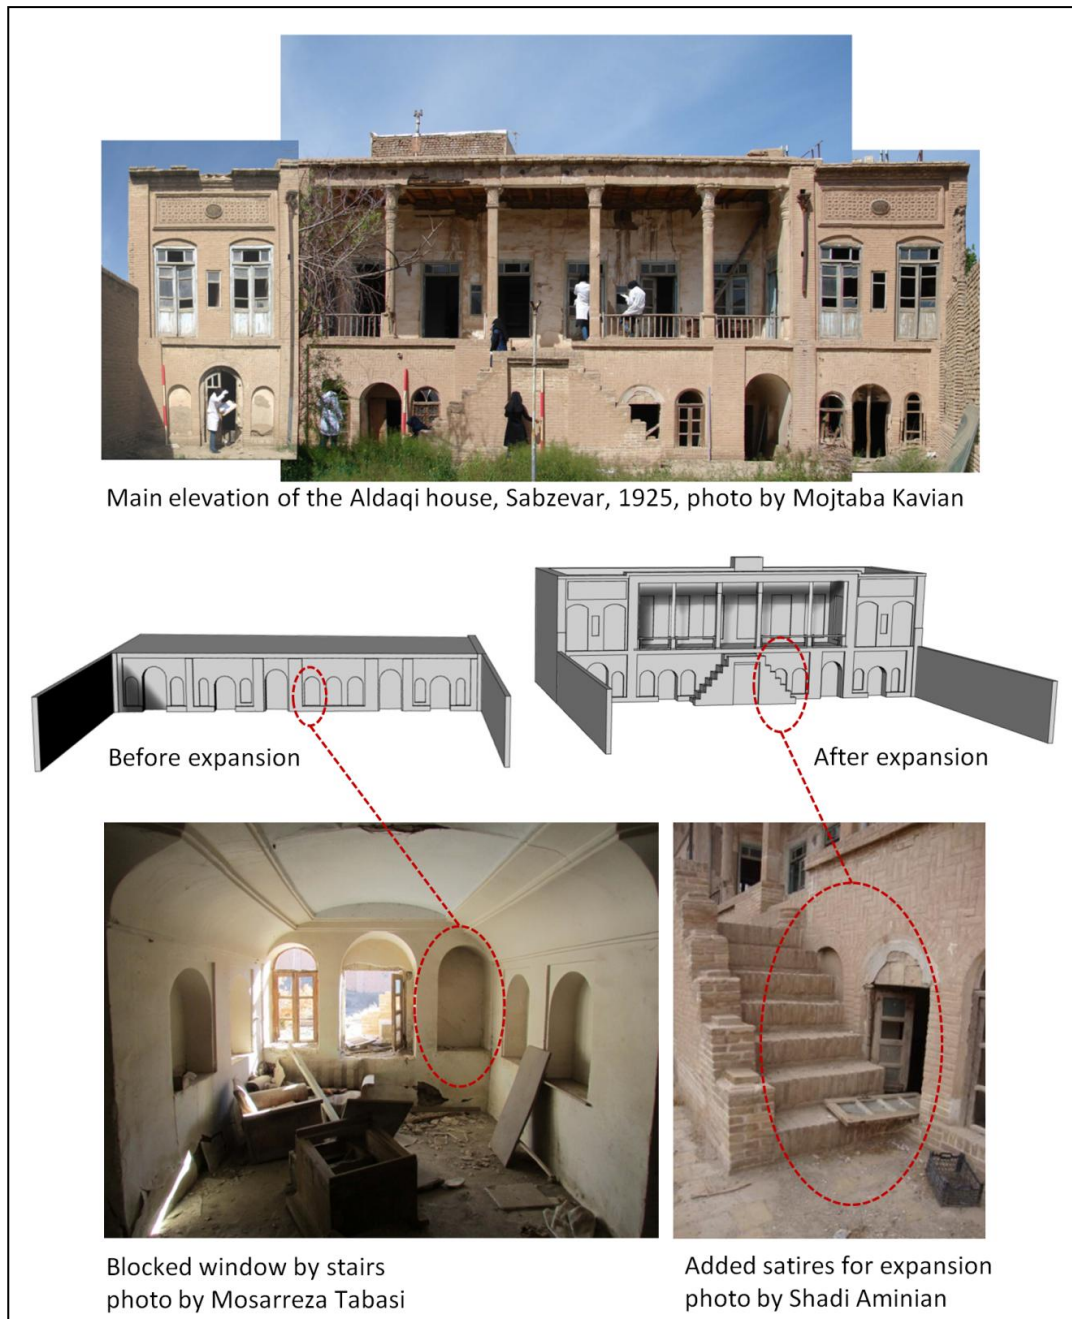 Main elevation of the Aldaqi house, Sabzevar, 1925, photo by Mojtaba Kavian
Before expansion
After expansion
Blocked window by stairs
photo by Mosarreza Tabasi
Added satires for expansion
photo by Shadi Aminian